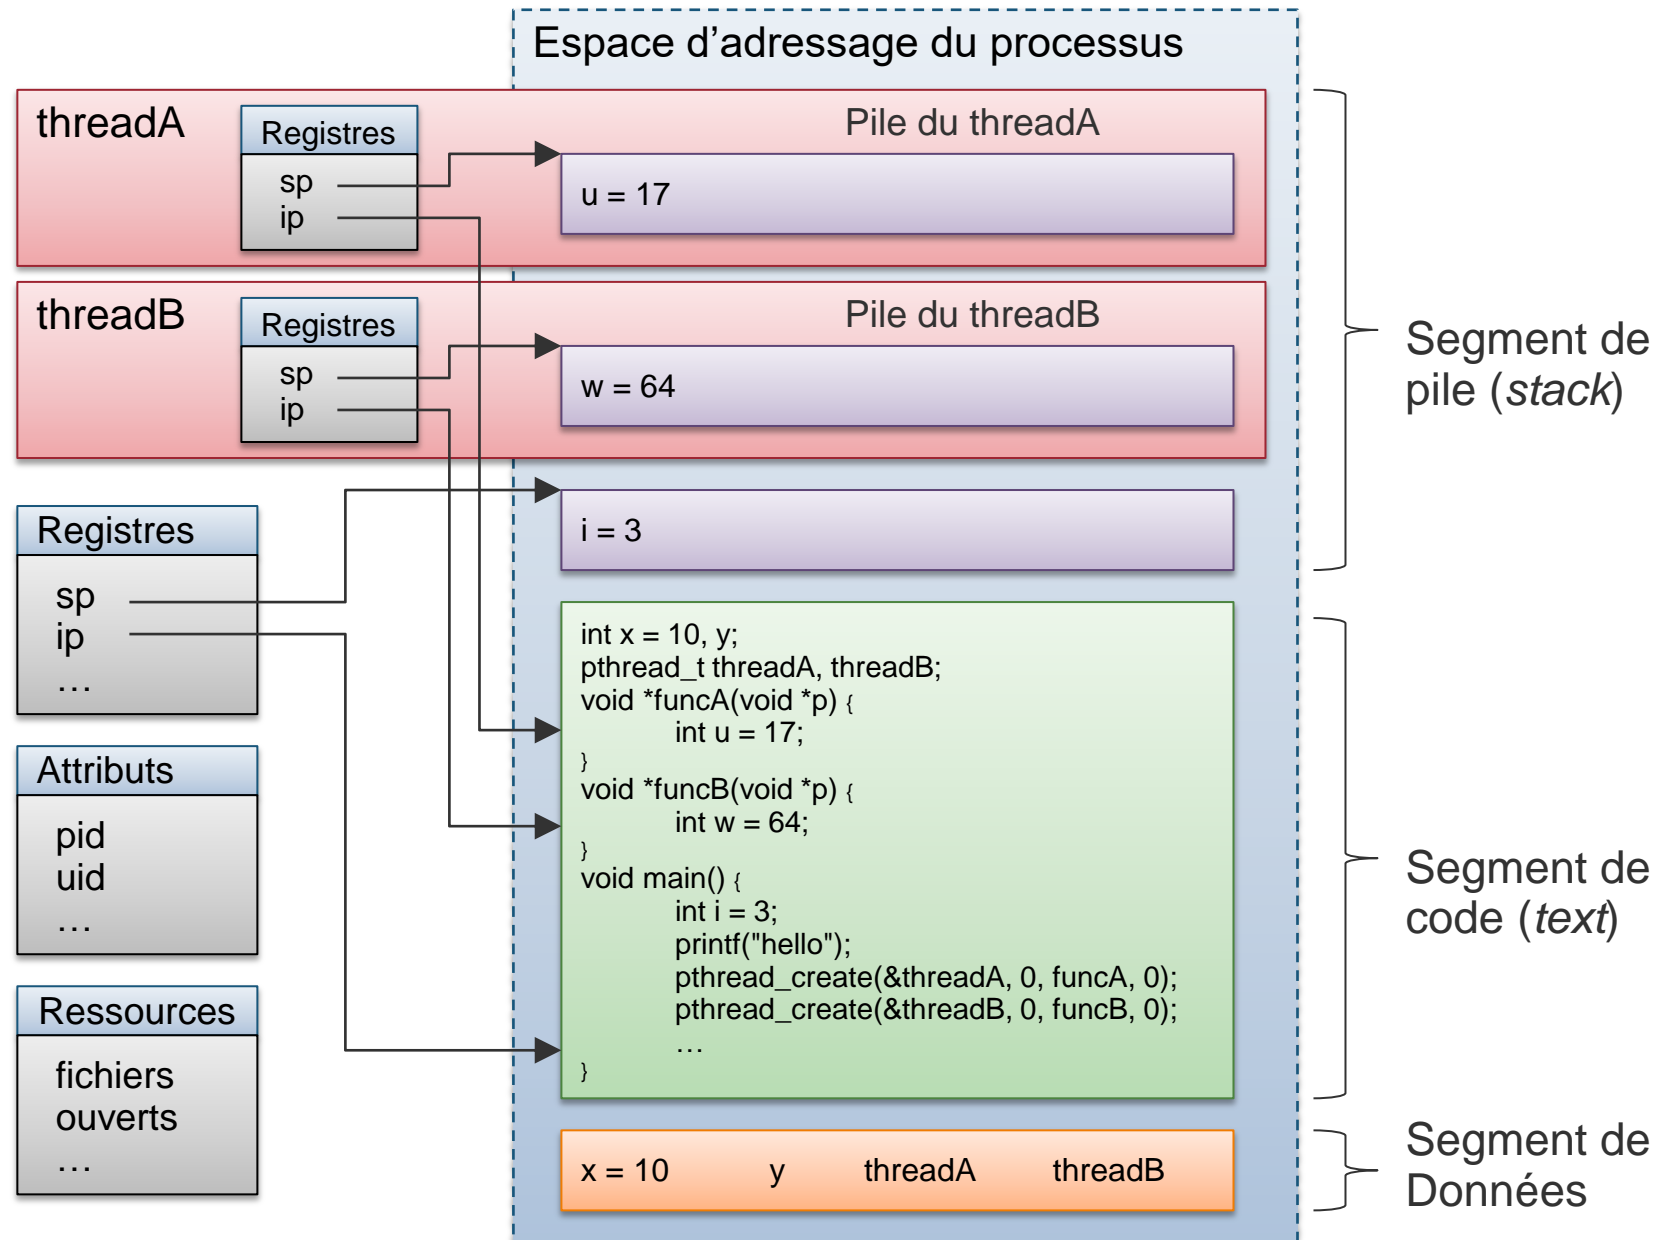 Espace d’adressage du processus
threadA
Registres
sp
ip
Pile du threadA
u = 17
threadB
Registres
sp
ip
Pile du threadB
w = 64
Segment de
pile (stack)
i = 3
Registres
sp
ip
…
Attributs
pid
uid
…
Ressources
fichiers
ouverts
…
int x = 10, y;
pthread_t threadA, threadB;
void *funcA(void *p) {
int u = 17;
}
void *funcB(void *p) {
int w = 64;
}
void main() {
int i = 3;
printf("hello");
pthread_create(&threadA, 0, funcA, 0);
pthread_create(&threadB, 0, funcB, 0);
…
}
Segment de
code (text)
x = 10 y threadA threadB
Segment de
Données